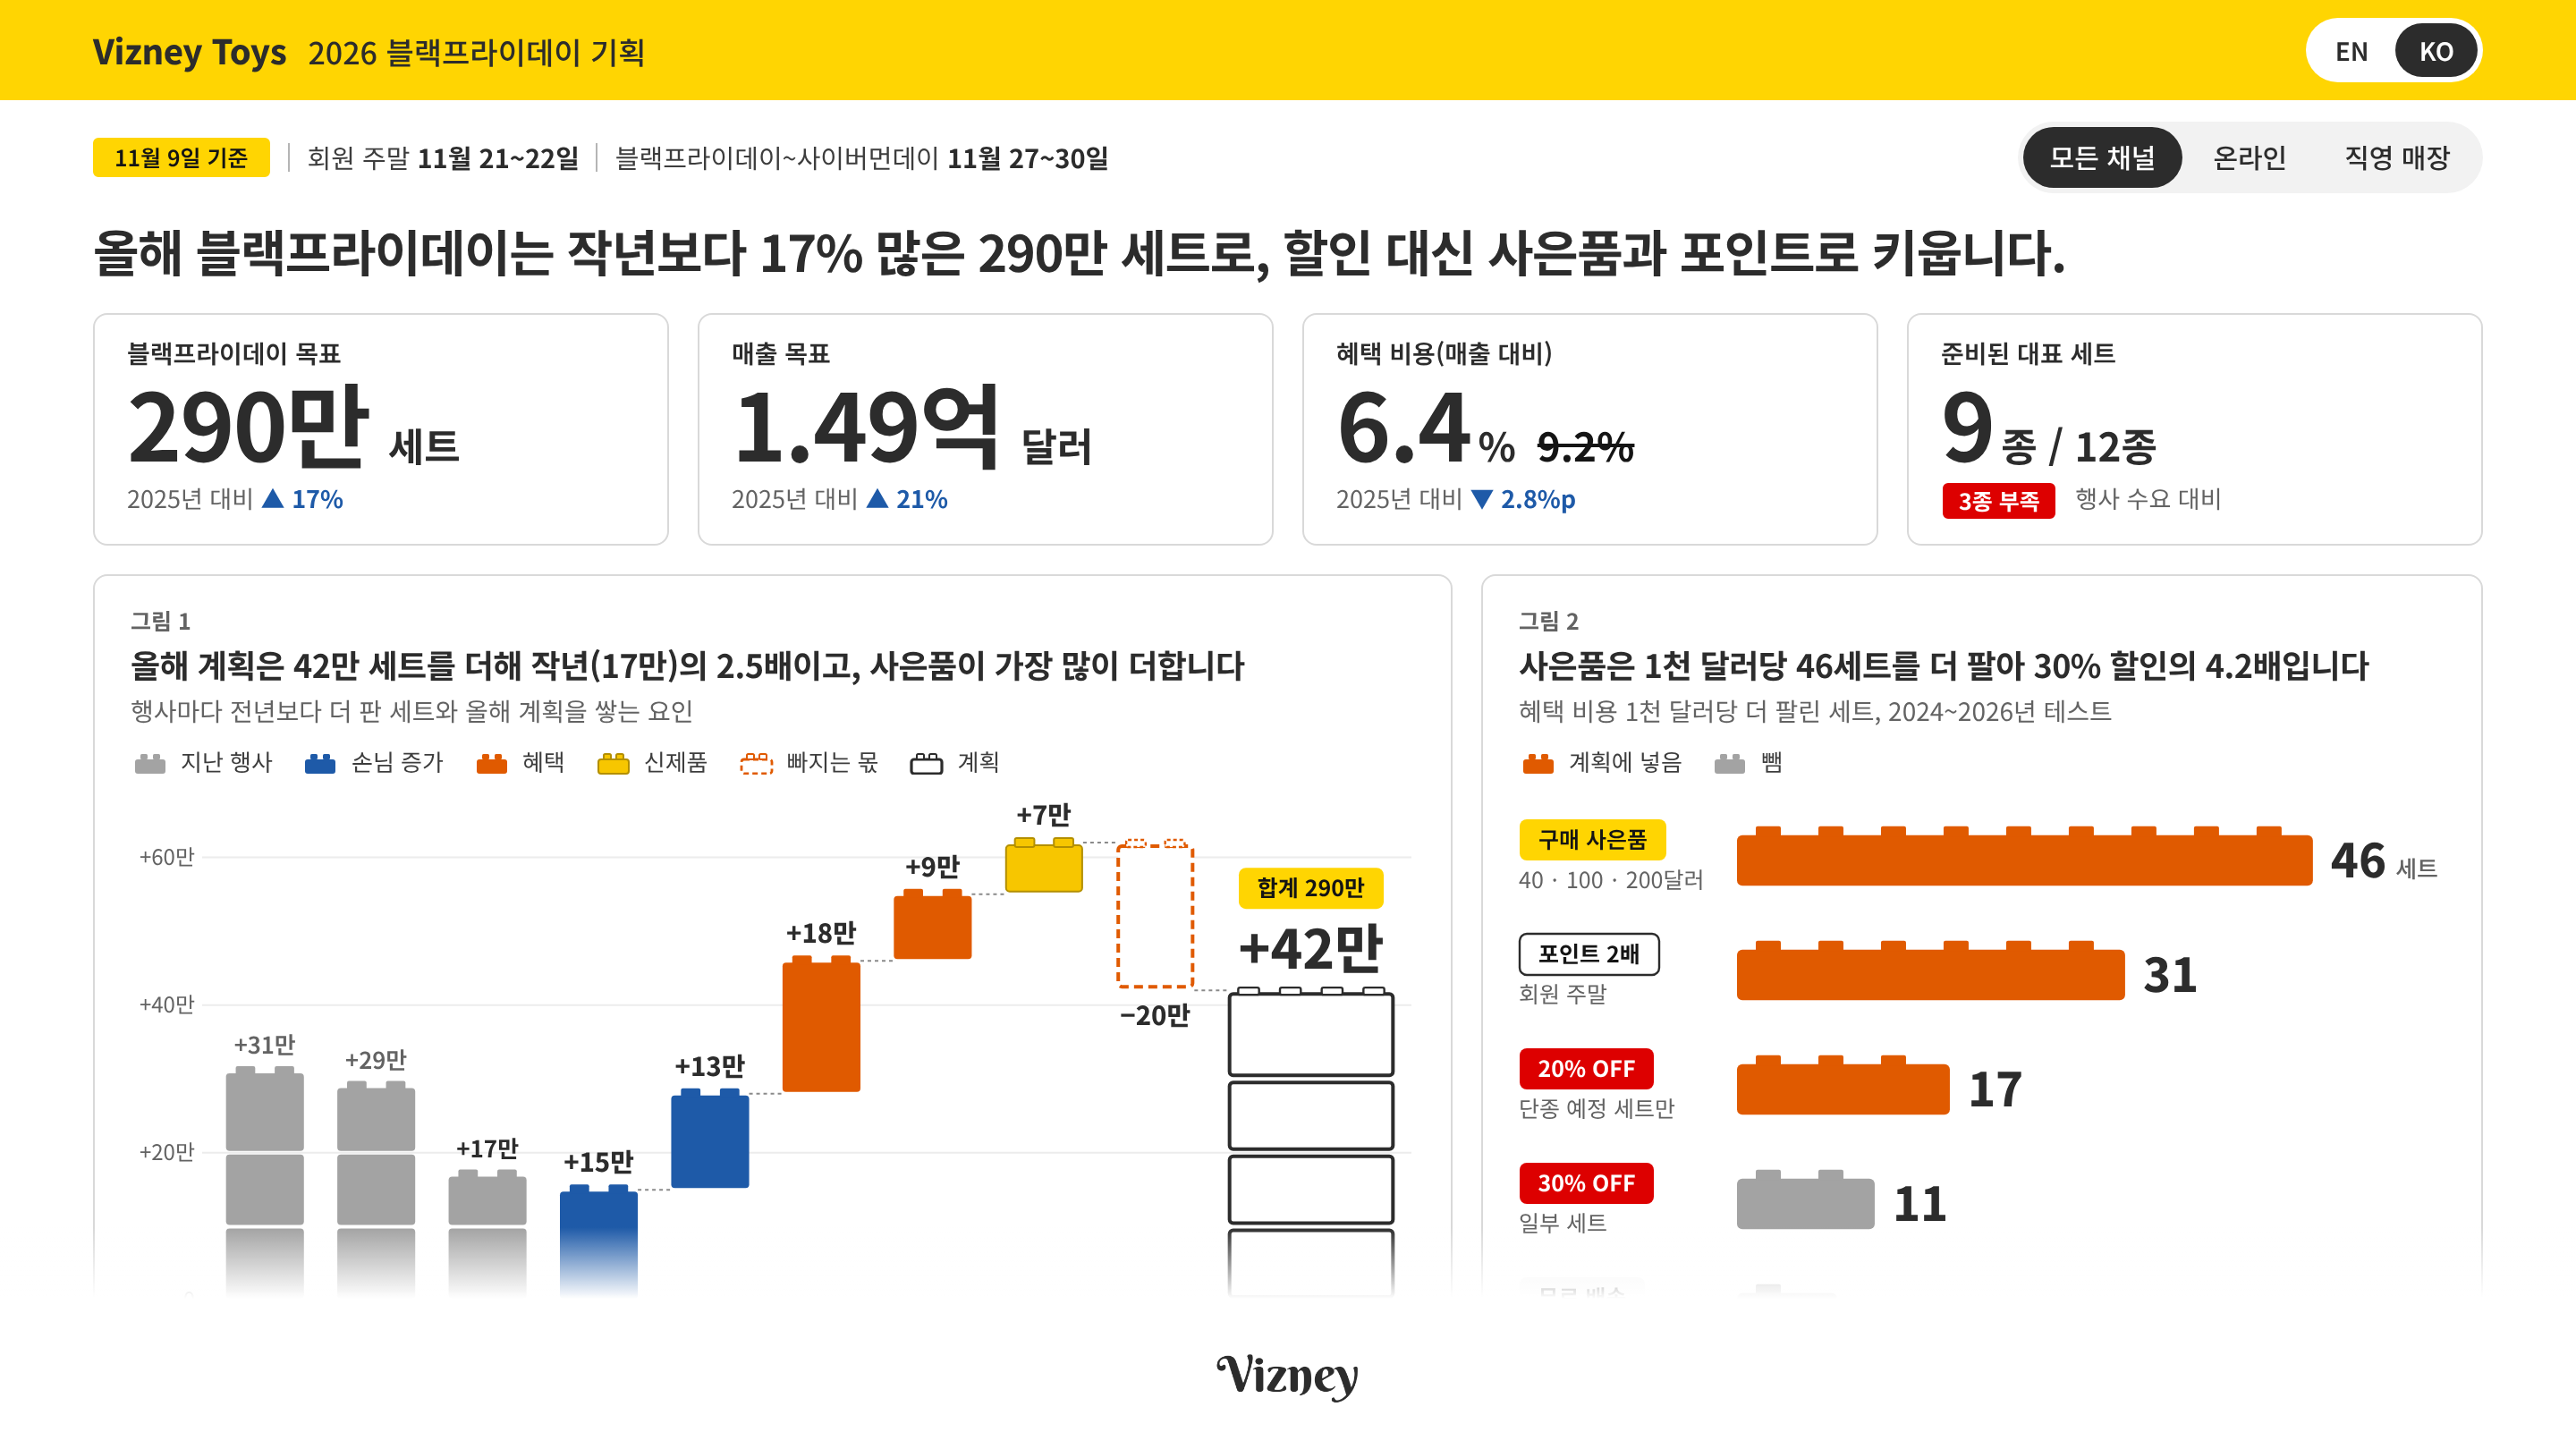 Vizney Toys 2026 블랙프라이데이 기획
EN KO
11월 9일 기준 회원 주말 11월 21~22일 블랙프라이데이~사이버먼데이 11월 27~30일
모든 채널 온라인 직영 매장
올해 블랙프라이데이는 작년보다 17% 많은 290만 세트로, 할인 대신 사은품과 포인트로 키웁니다.
블랙프라이데이 목표
290만 세트
2025년 대비 ▲ 17%
매출 목표
1.49억 달러
2025년 대비 ▲ 21%
혜택 비용(매출 대비)
6.4% 9.2%
2025년 대비 ▼ 2.8%p
준비된 대표 세트
9종 / 12종
3종 부족 행사 수요 대비
그림 1
올해 계획은 42만 세트를 더해 작년(17만)의 2.5배이고, 사은품이 가장 많이 더합니다
행사마다 전년보다 더 판 세트와 올해 계획을 쌓는 요인
지난 행사 손님 증가 혜택 신제품 빠지는 몫 계획
+60만
+40만
+20만
+31만
+29만
+17만
+15만
+13만
+18만
+9만
+7만
−20만
합계 290만
+42만
그림 2
사은품은 1천 달러당 46세트를 더 팔아 30% 할인의 4.2배입니다
혜택 비용 1천 달러당 더 팔린 세트, 2024~2026년 테스트
계획에 넣음 뺌
구매 사은품
40 · 100 · 200달러
46 세트
포인트 2배
회원 주말
31
20% OFF
단종 예정 세트만
17
30% OFF
일부 세트
11
Vizney